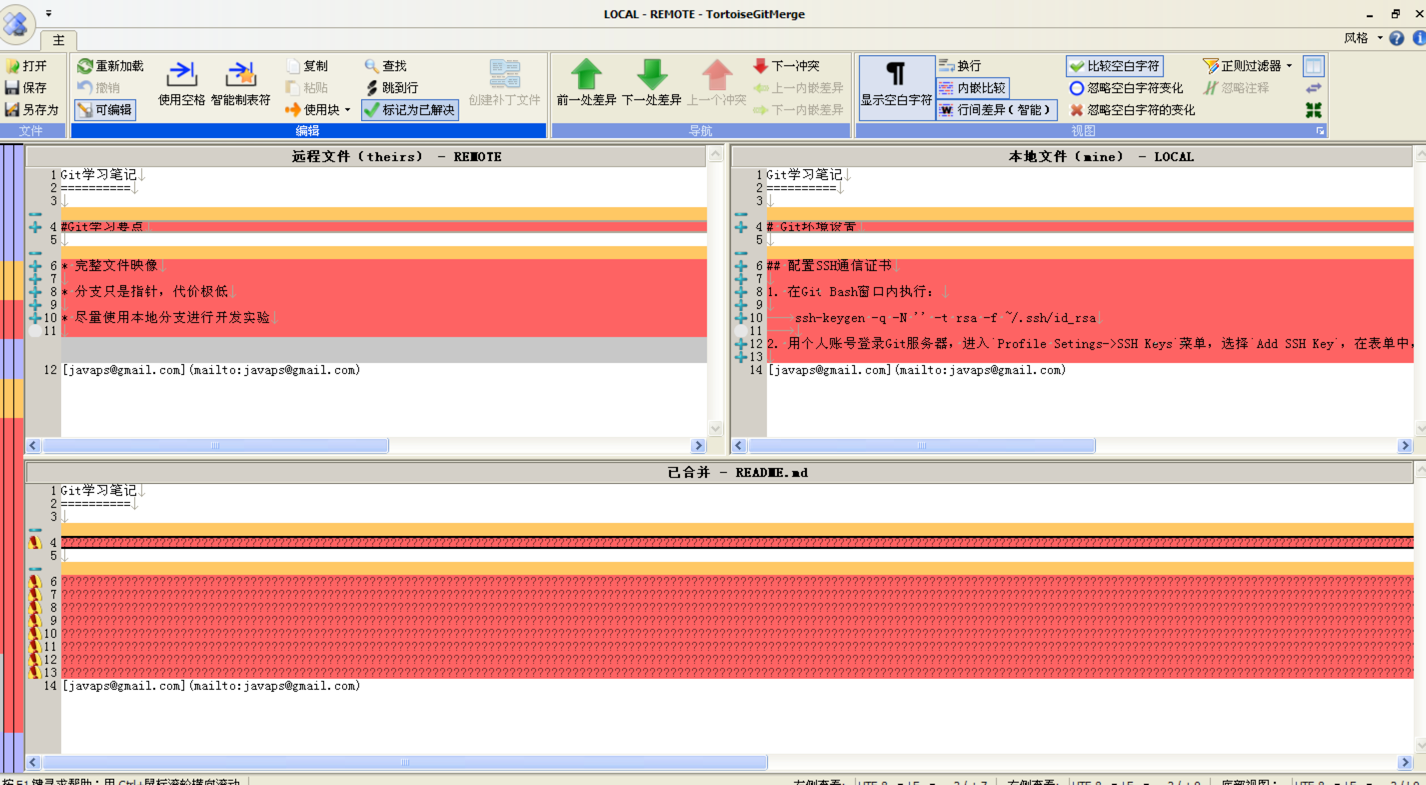 LOCAL - REMOTE - TortoiseGitMerge
主
风格
打开
保存
另存为
文件
重新加载
撤销
可编辑
使用空格
智能制表符
复制
粘贴
使用块
查找
跳到行
标记为已解决
创建补丁文件
编辑
前一处差异
下一处差异
上一个冲突
下一冲突
上一内嵌差异
下一内嵌差异
导航
显示空白字符
换行
内嵌比较
行间差异(智能)
比较空白字符
忽略空白字符变化
忽略空白字符的变化
正则过滤器
忽略注释
视图
远程文件(theirs) - REMOTE
1 Git学习笔记↓
2 ==========↓
3 ↓
4 #Git学习要点↓
5 ↓
6 * 完整文件映像↓
7 ↓
8 * 分支只是指针，代价极低↓
9 ↓
10 * 尽量使用本地分支进行开发实验↓
11 ↓
12 [javaps@gmail.com](mailto:javaps@gmail.com)
本地文件(mine) - LOCAL
1 Git学习笔记↓
2 ==========↓
3 ↓
4 # Git环境设置
5 ↓
6 ## 配置SSH通信证书↓
7 ↓
8 1. 在Git Bash窗口内执行: ↓
9 ↓
10 →ssh-keygen -q -N '' -t rsa -f ~/.ssh/id_rsa↓
11 →↓
12 2. 用个人账号登录Git服务器，进入`Profile Setings->SSH Keys`菜单，选择`Add SSH Key`，在表单中，
13
14 [javaps@gmail.com](mailto:javaps@gmail.com)
已合并 - README.md
1 Git学习笔记↓
2 ==========↓
3 ↓
4
5 ↓
6
7
8
9
10
11
12
13
14 [javaps@gmail.com](mailto:javaps@gmail.com)